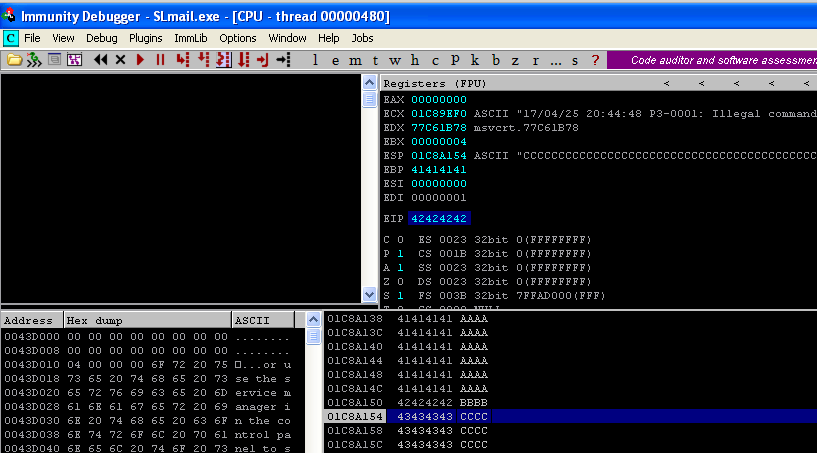 Immunity Debugger - SLmail.exe - [CPU - thread 00000480]
C File View Debug Plugins ImmLib Options Window Help Jobs
l e m t w h c p k b z r ... s ? Code auditor and software assessmen
Registers (FPU) < < < < <
EAX 00000000
ECX 01C89EF0 ASCII "17/04/25 20:44:48 P3-0001: Illegal command
EDX 77C61B78 msvcrt.77C61B78
EBX 00000004
ESP 01C8A154 ASCII "CCCCCCCCCCCCCCCCCCCCCCCCCCCCCCCCCCCCCCCCCC
EBP 41414141
ESI 00000000
EDI 00000001
EIP 42424242
C 0 ES 0023 32bit 0(FFFFFFFF)
P 1 CS 001B 32bit 0(FFFFFFFF)
A 1 SS 0023 32bit 0(FFFFFFFF)
Z 0 DS 0023 32bit 0(FFFFFFFF)
S 1 FS 003B 32bit 7FFAD000(FFF)
Address Hex dump ASCII
0043D000 00 00 00 00 00 00 00 00 ........
0043D008 00 00 00 00 00 00 00 00 ........
0043D010 04 00 00 00 6F 72 20 75 ...or u
0043D018 73 65 20 74 68 65 20 73 se the s
0043D020 65 72 76 69 63 65 20 6D ervice m
0043D028 61 6E 61 67 65 72 20 69 anager i
0043D030 6E 20 74 68 65 20 63 6F n the co
0043D038 6E 74 72 6F 6C 20 70 61 ntrol pa
0043D040 6E 65 6C 20 74 6F 20 73 nel to s
01C8A138 41414141 AAAA
01C8A13C 41414141 AAAA
01C8A140 41414141 AAAA
01C8A144 41414141 AAAA
01C8A148 41414141 AAAA
01C8A14C 41414141 AAAA
01C8A150 42424242 BBBB
01C8A154 43434343 CCCC
01C8A158 43434343 CCCC
01C8A15C 43434343 CCCC